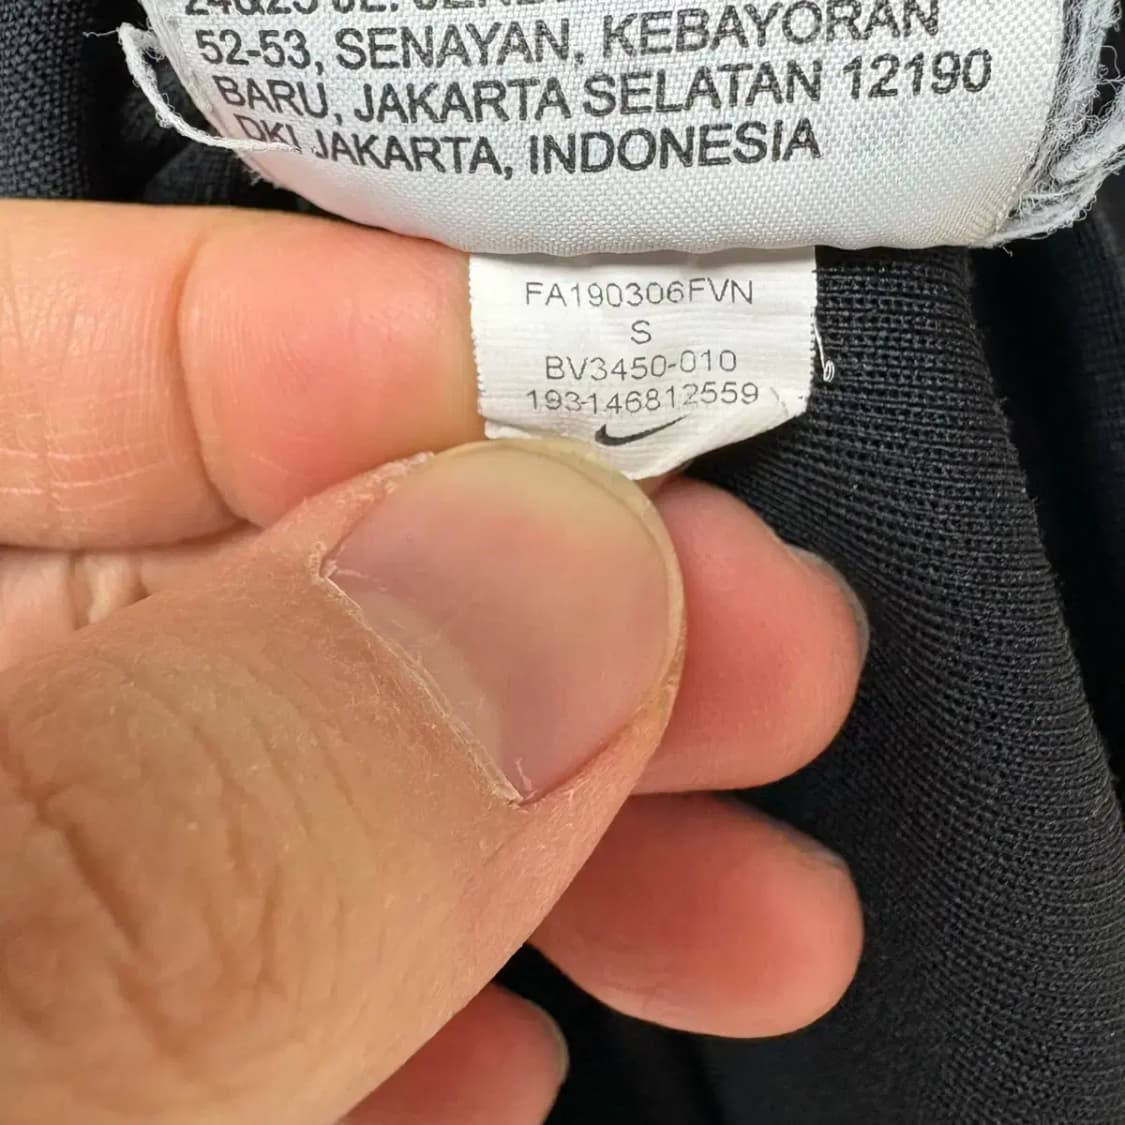 52-53, SENAYAN, KEBAYORAN
BARU, JAKARTA SELATAN 12190
DKI JAKARTA, INDONESIA
FA190306FVN
S
BV3450-010
193146812559